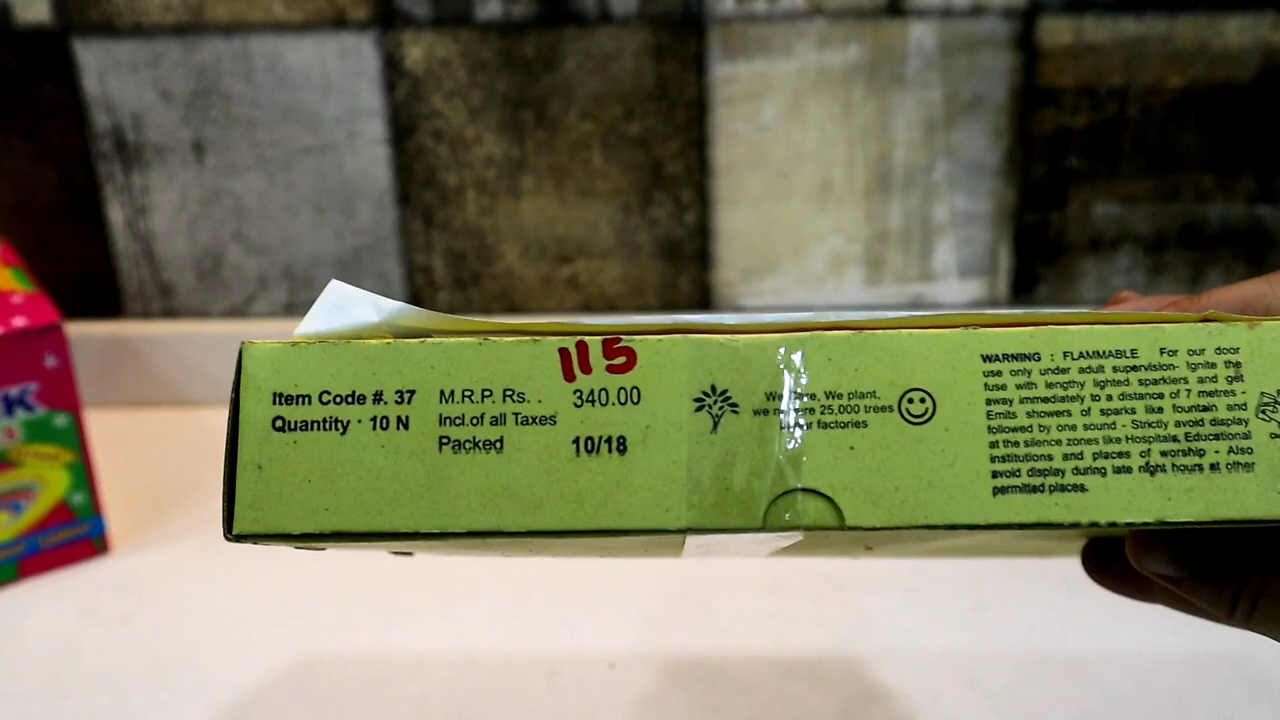 115
Item Code #. 37
Quantity · 10 N
M.R.P. Rs. . 340.00
Incl.of all Taxes
Packed 10/18
We, We plant,
we 25,000 trees
factories
WARNING : FLAMMABLE For our door
use only under adult supervision- Ignite the
fuse with lengthy lighted sparklers and get
away immediately to a distance of 7 metres -
Emits showers of sparks like fountain and
followed by one sound - Strictly avoid display
at the silence zones like Hospitals, Educational
institutions and places of worship - Also
avoid display during late night hours at other
permitted places.
K